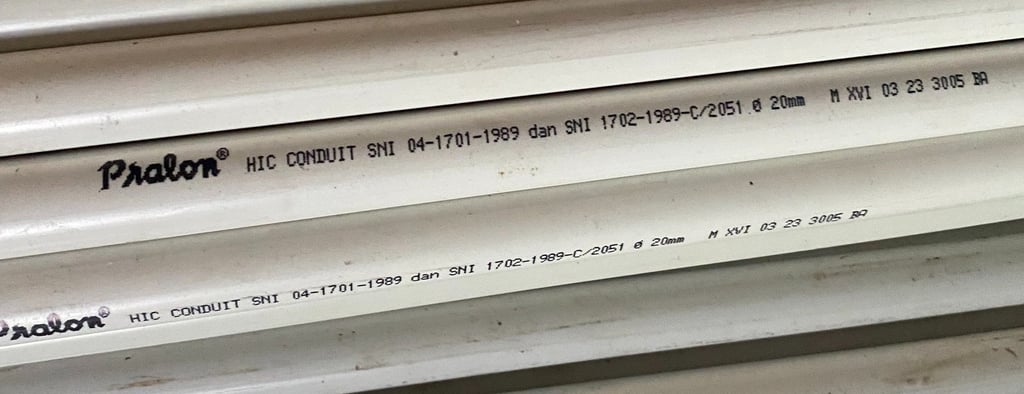 Pralon® HIC CONDUIT SNI 04-1701-1989 dan SNI 1702-1989-C/2051 Ø 20mm M XVI 03 23 3005 BA
Pralon® HIC CONDUIT SNI 04-1701-1989 dan SNI 1702-1989-C/2051 Ø 20mm M XVI 03 23 3005 BA